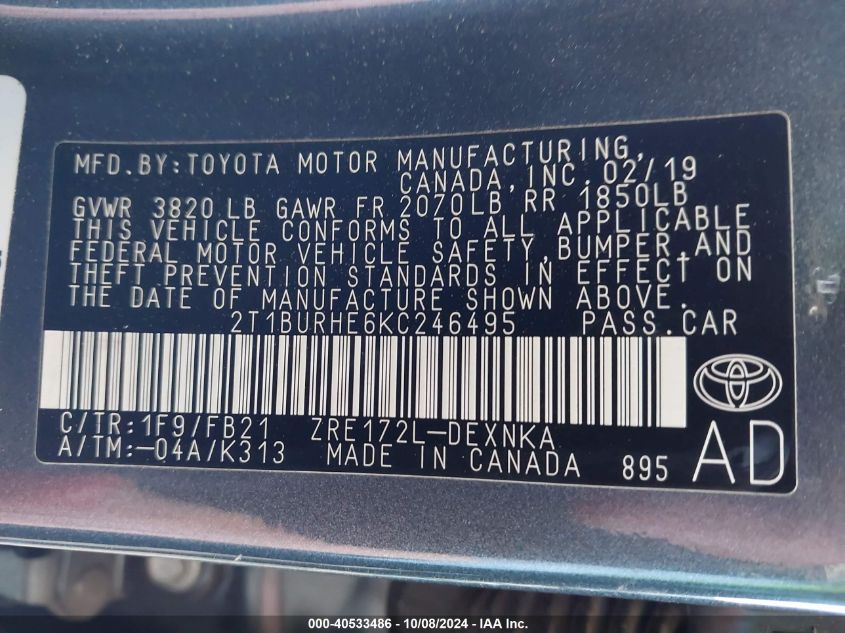 MFD. BY: TOYOTA MOTOR MANUFACTURING,
CANADA, INC. 02/19
GVWR 3820 LB GAWR FR 2070LB RR 1850LB
THIS VEHICLE CONFORMS TO ALL APPLICABLE
FEDERAL MOTOR VEHICLE SAFETY, BUMPER, AND
THEFT PREVENTION STANDARDS IN EFFECT ON
THE DATE OF MANUFACTURE SHOWN ABOVE.
2T1BURHE6KC246495 PASS. CAR
C/TR: 1F9/FB21 ZRE172L-DEXNKA
A/TM:-04A/K313 MADE IN CANADA 895 AD
000-40533486 - 10/08/2024 - IAA Inc.